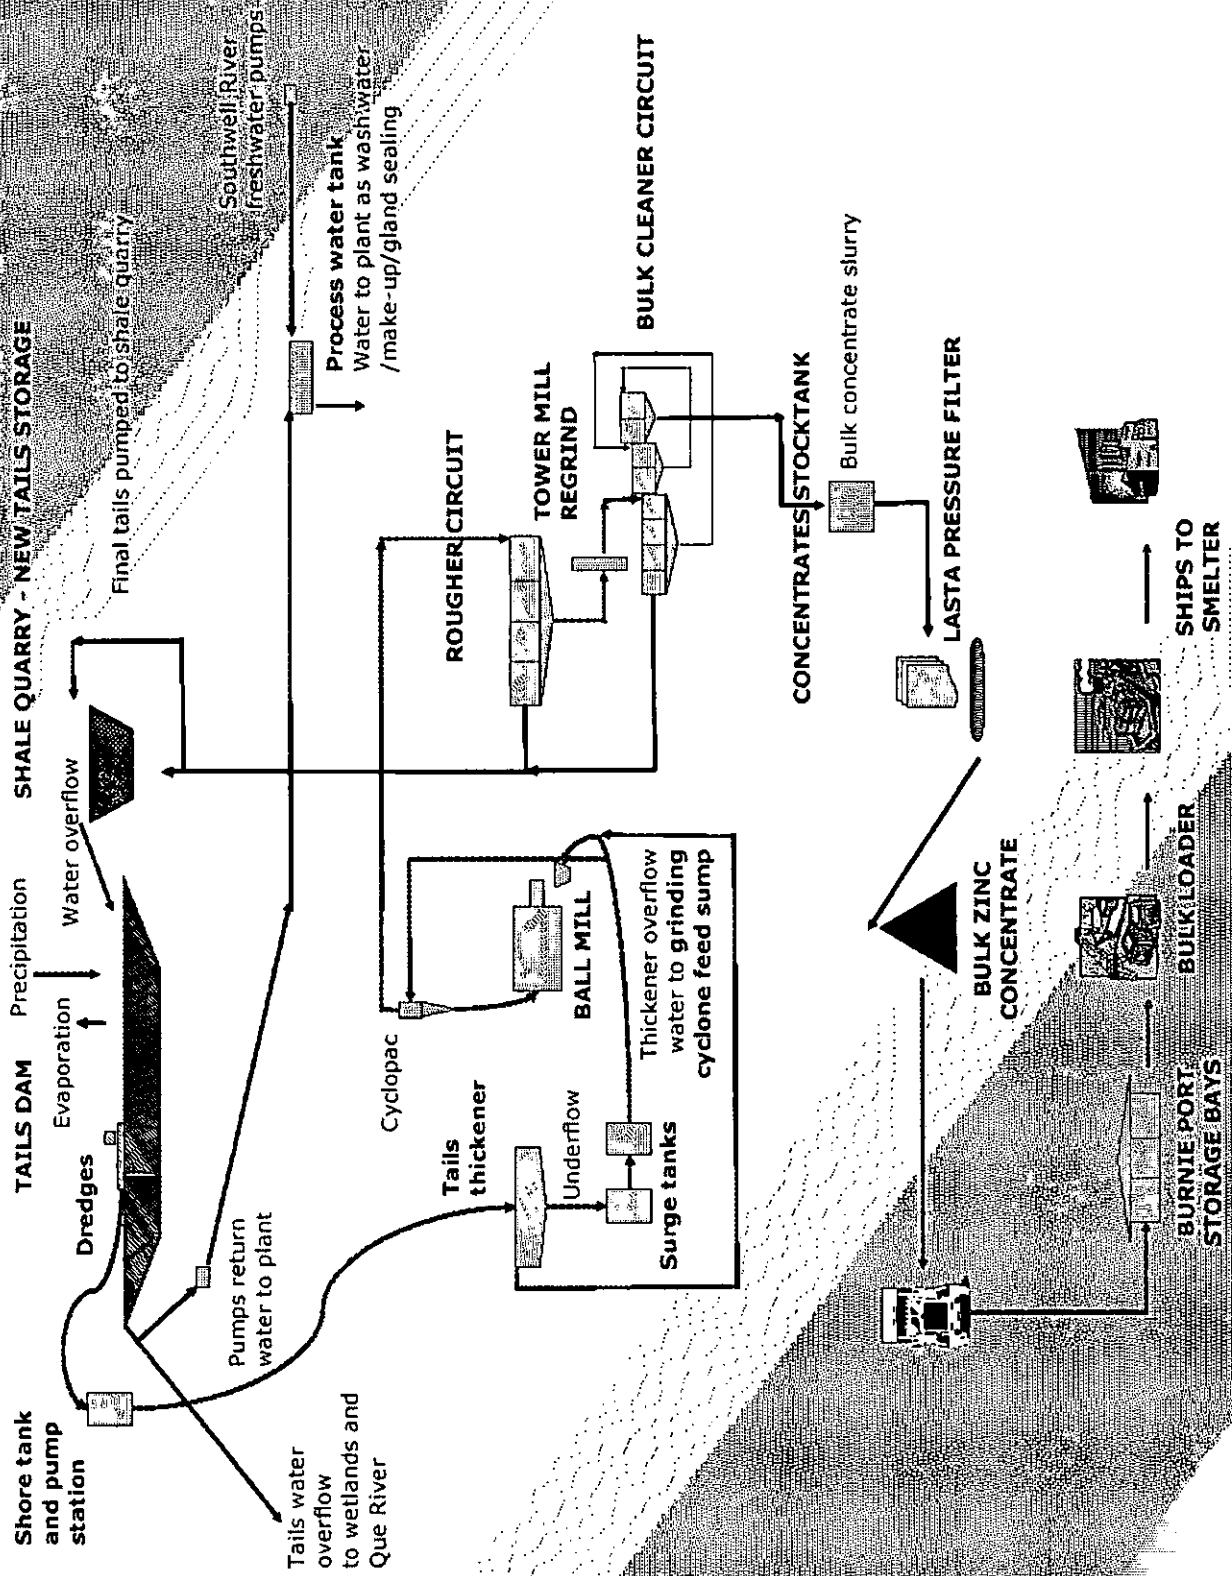 Shore tank
and pump
station
TAILS DAM
Precipitation
SHALE QUARRY - NEW TAILS STORAGE
Evaporation
Water overflow
Dredges
Final tails pumped to shale quarry
Southwell River
freshwater pumps
Pumps return
water to plant
Tails water
overflow
to wetlands and
Que River
Process water tank
Water to plant as washwater
/make-up/gland sealing
Cyclopac
ROUGHER CIRCUIT
Tails
thickener
Underflow
BALL MILL
TOWER MILL
REGRIND
BULK CLEANER CIRCUIT
Surge tanks
Thickener overflow
water to grinding
cyclone feed sump
CONCENTRATES STOCKTANK
Bulk concentrate slurry
LASTA PRESSURE FILTER
BULK ZINC
CONCENTRATE
BURNIE PORT
STORAGE BAYS
BULK LOADER
SHIPS TO
SMELTER